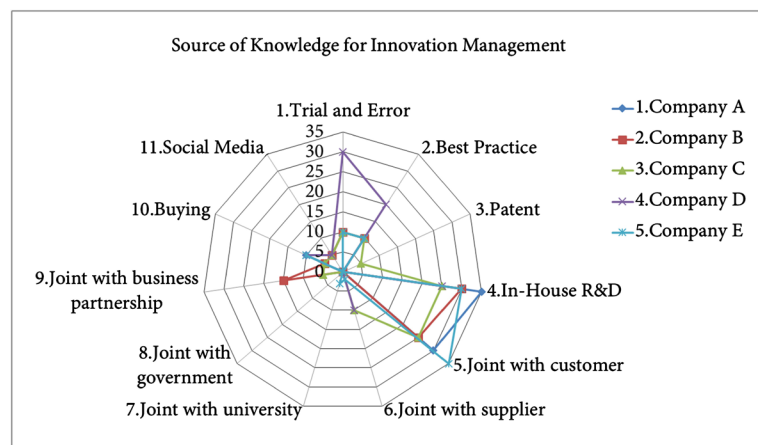 Source of Knowledge for Innovation Management
1.Trial and Error
2.Best Practice
3.Patent
4.In-House R&D
5.Joint with customer
6.Joint with supplier
7.Joint with university
8.Joint with
government
9.Joint with business
partnership
10.Buying
11.Social Media
35
30
25
20
15
10
5
0
1.Company A
2.Company B
3.Company C
4.Company D
5.Company E